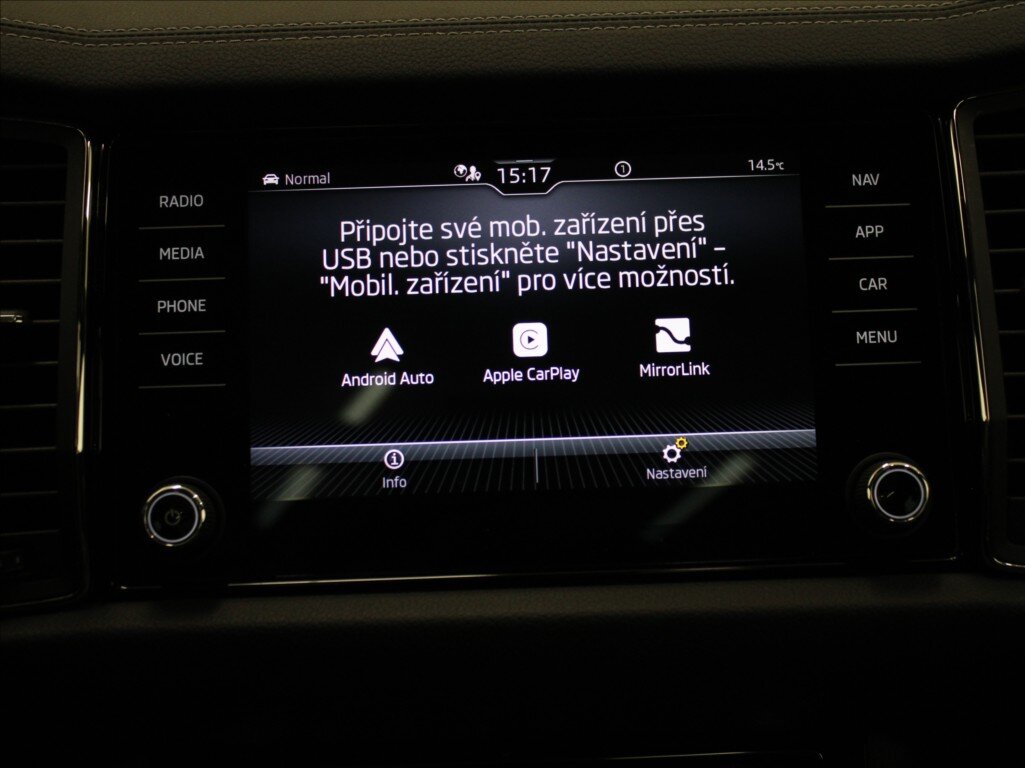 Normal
15:17
1
14.5°C
RADIO
MEDIA
PHONE
VOICE
Připojte své mob. zařízení přes
USB nebo stiskněte "Nastavení" –
"Mobil. zařízení" pro více možností.
Android Auto
Apple CarPlay
MirrorLink
Info
Nastavení
NAV
APP
CAR
MENU